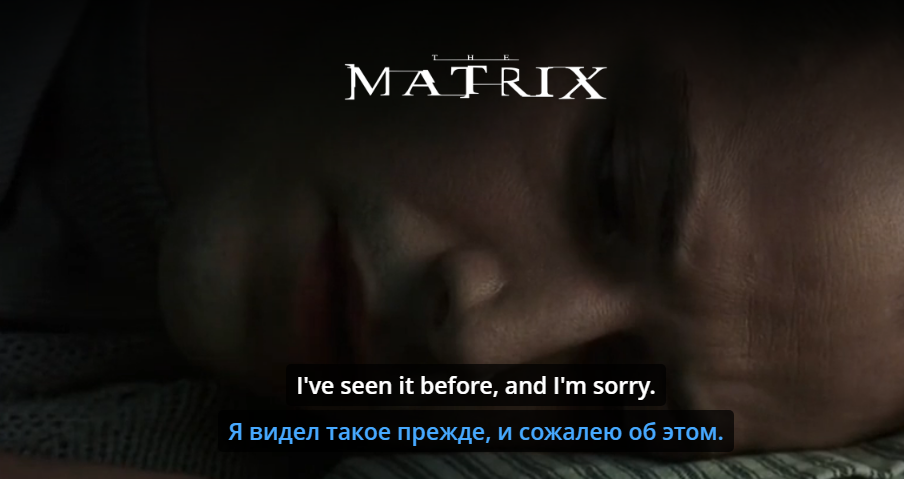 THE
MATRIX
I've seen it before, and I'm sorry.
Я видел такое прежде, и сожалею об этом.